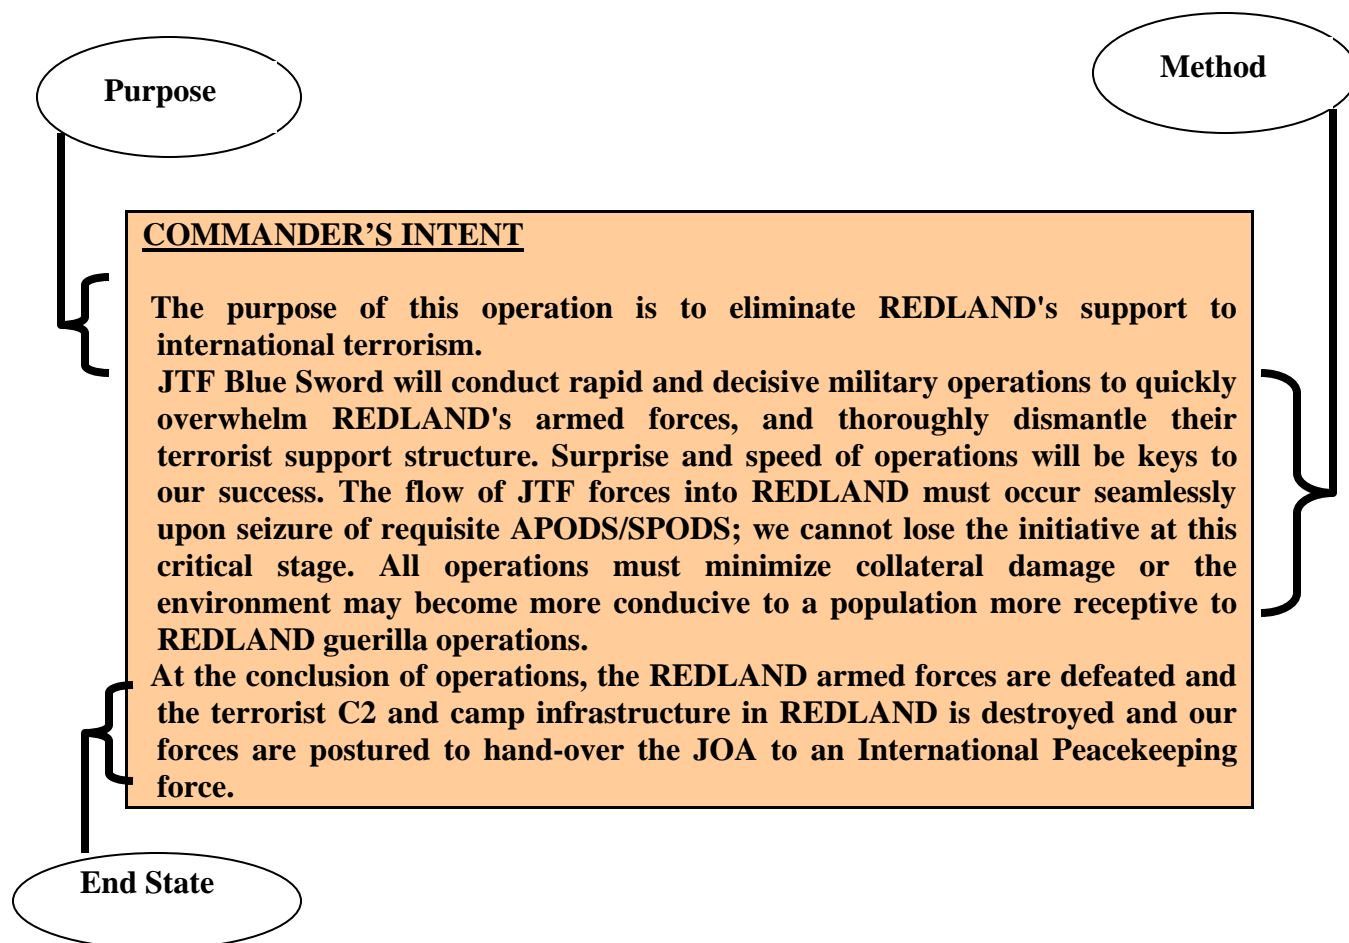 Purpose
Method
COMMANDER’S INTENT
The purpose of this operation is to eliminate REDLAND's support to
international terrorism.
JTF Blue Sword will conduct rapid and decisive military operations to quickly
overwhelm REDLAND's armed forces, and thoroughly dismantle their
terrorist support structure. Surprise and speed of operations will be keys to
our success. The flow of JTF forces into REDLAND must occur seamlessly
upon seizure of requisite APODS/SPODS; we cannot lose the initiative at this
critical stage. All operations must minimize collateral damage or the
environment may become more conducive to a population more receptive to
REDLAND guerilla operations.
At the conclusion of operations, the REDLAND armed forces are defeated and
the terrorist C2 and camp infrastructure in REDLAND is destroyed and our
forces are postured to hand-over the JOA to an International Peacekeeping
force.
End State